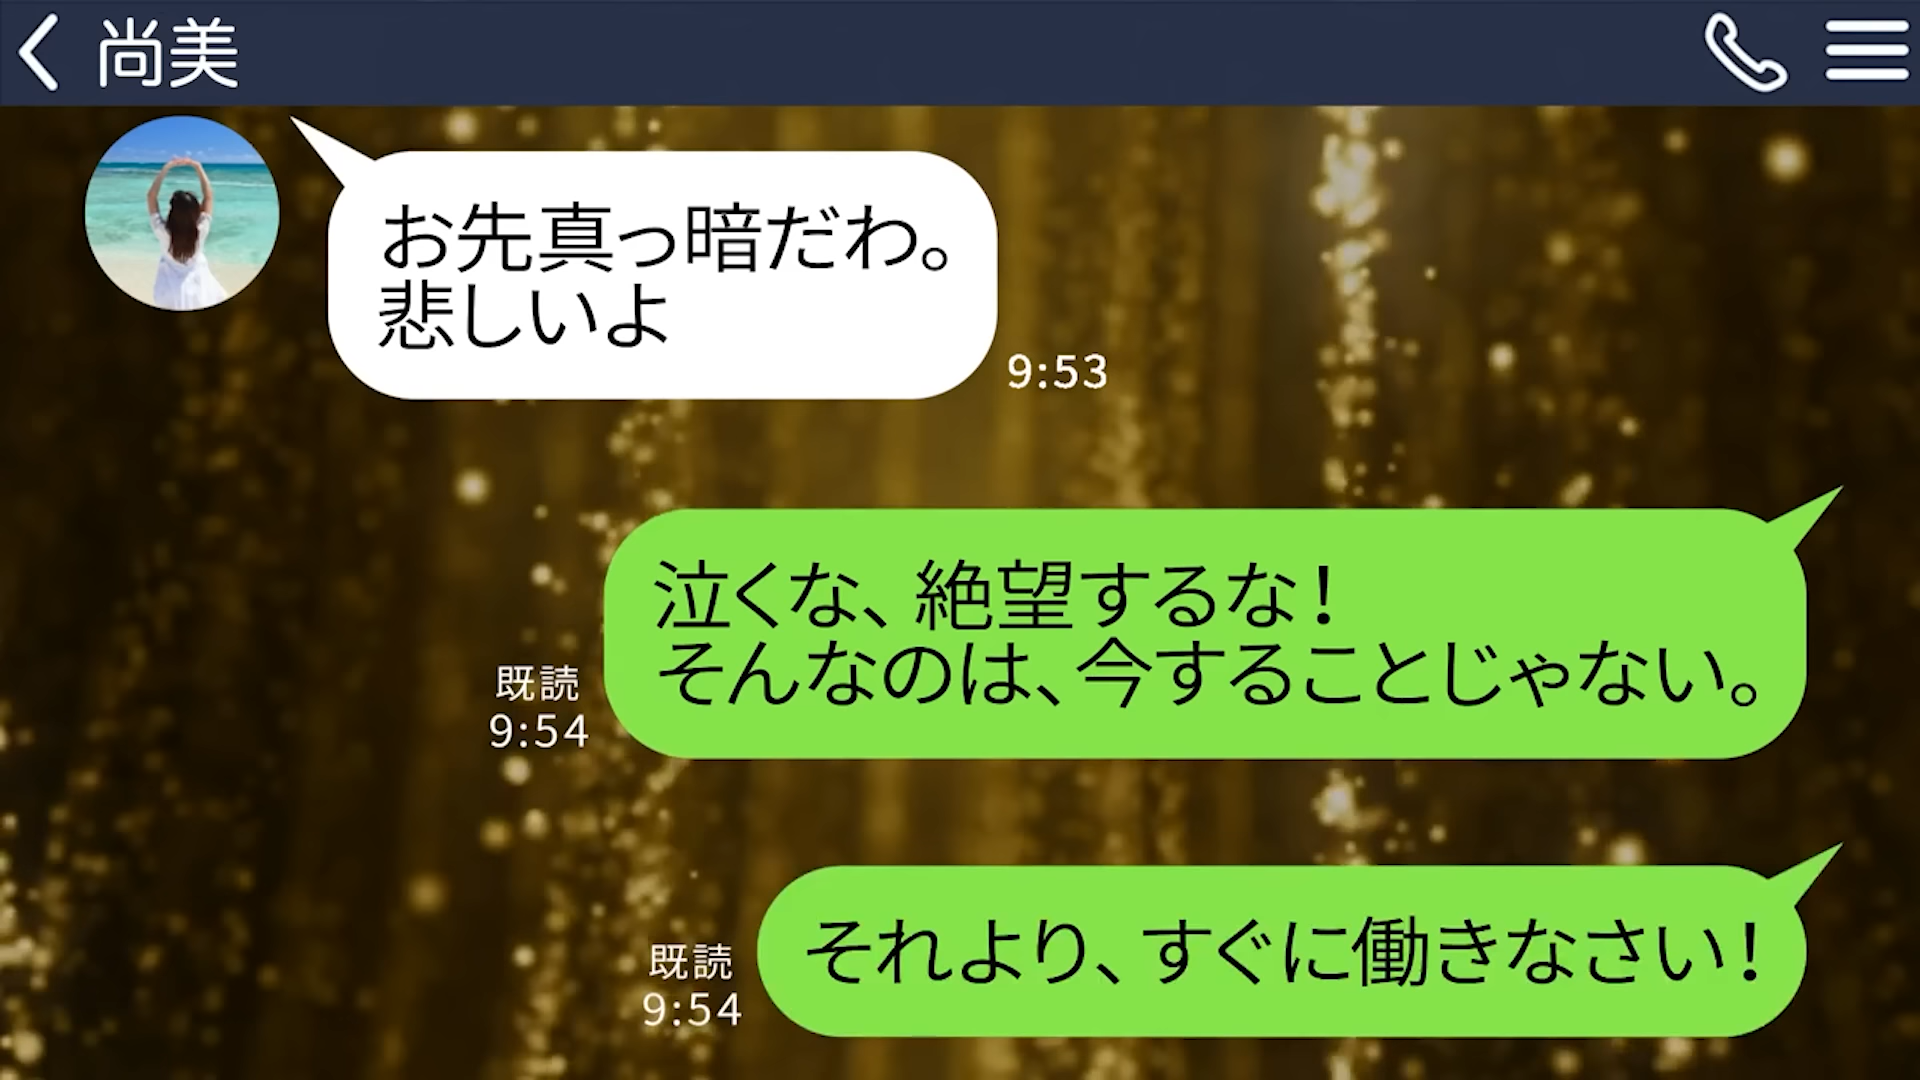 尚美
お先真っ暗だわ。
悲しいよ
9:53
泣くな、絶望するな！
そんなのは、今することじゃない。
既読
9:54
それより、すぐに働きなさい！
既読
9:54